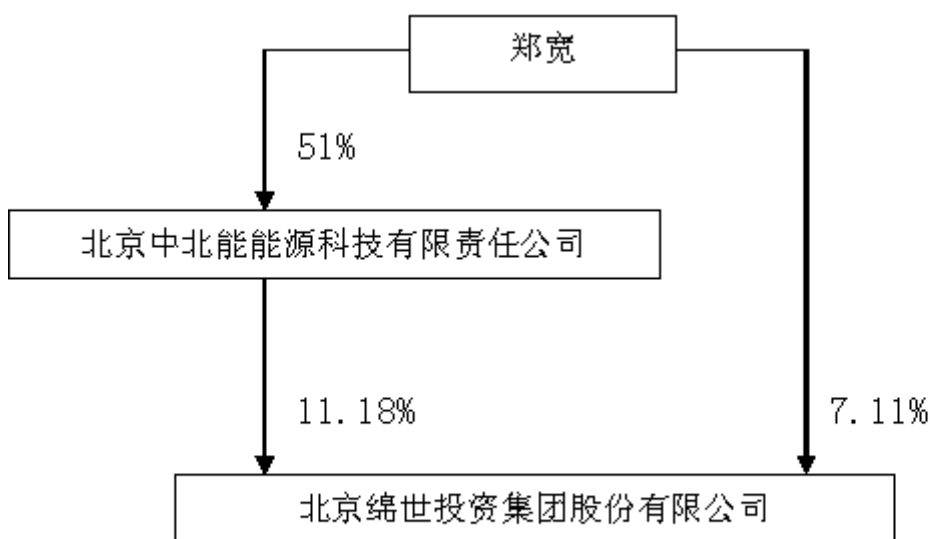 郑宽
51%
北京中北能能源科技有限责任公司
11.18%
7.11%
北京绵世投资集团股份有限公司